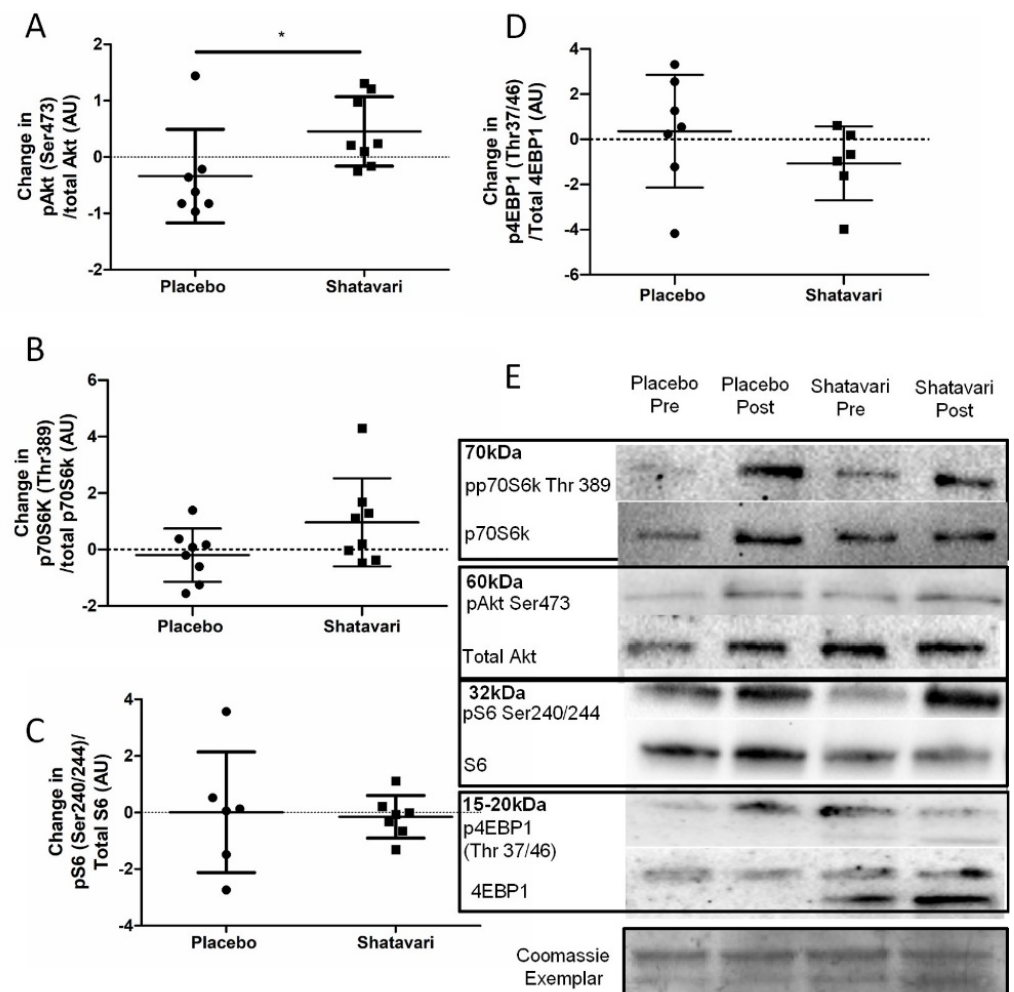 A
Change in
pAkt (Ser473)
/total Akt (AU)
2
1
0
-1
-2
*
Placebo
Shatavari
D
Change in
p4EBP1 (Thr37/46)
/Total 4EBP1 (AU)
6
4
2
0
-2
-4
-6
Placebo
Shatavari
B
Change in
p70S6K (Thr389)
/total p70S6k (AU)
6
4
2
0
-2
Placebo
Shatavari
C
Change in
pS6 (Ser240/244)/
Total S6 (AU)
4
2
0
-2
-4
Placebo
Shatavari
E
Placebo
Pre
Placebo
Post
Shatavari
Pre
Shatavari
Post
70kDa
pp70S6k Thr 389
p70S6k
60kDa
pAkt Ser473
Total Akt
32kDa
pS6 Ser240/244
S6
15-20kDa
p4EBP1
(Thr 37/46)
4EBP1
Coomassie
Exemplar